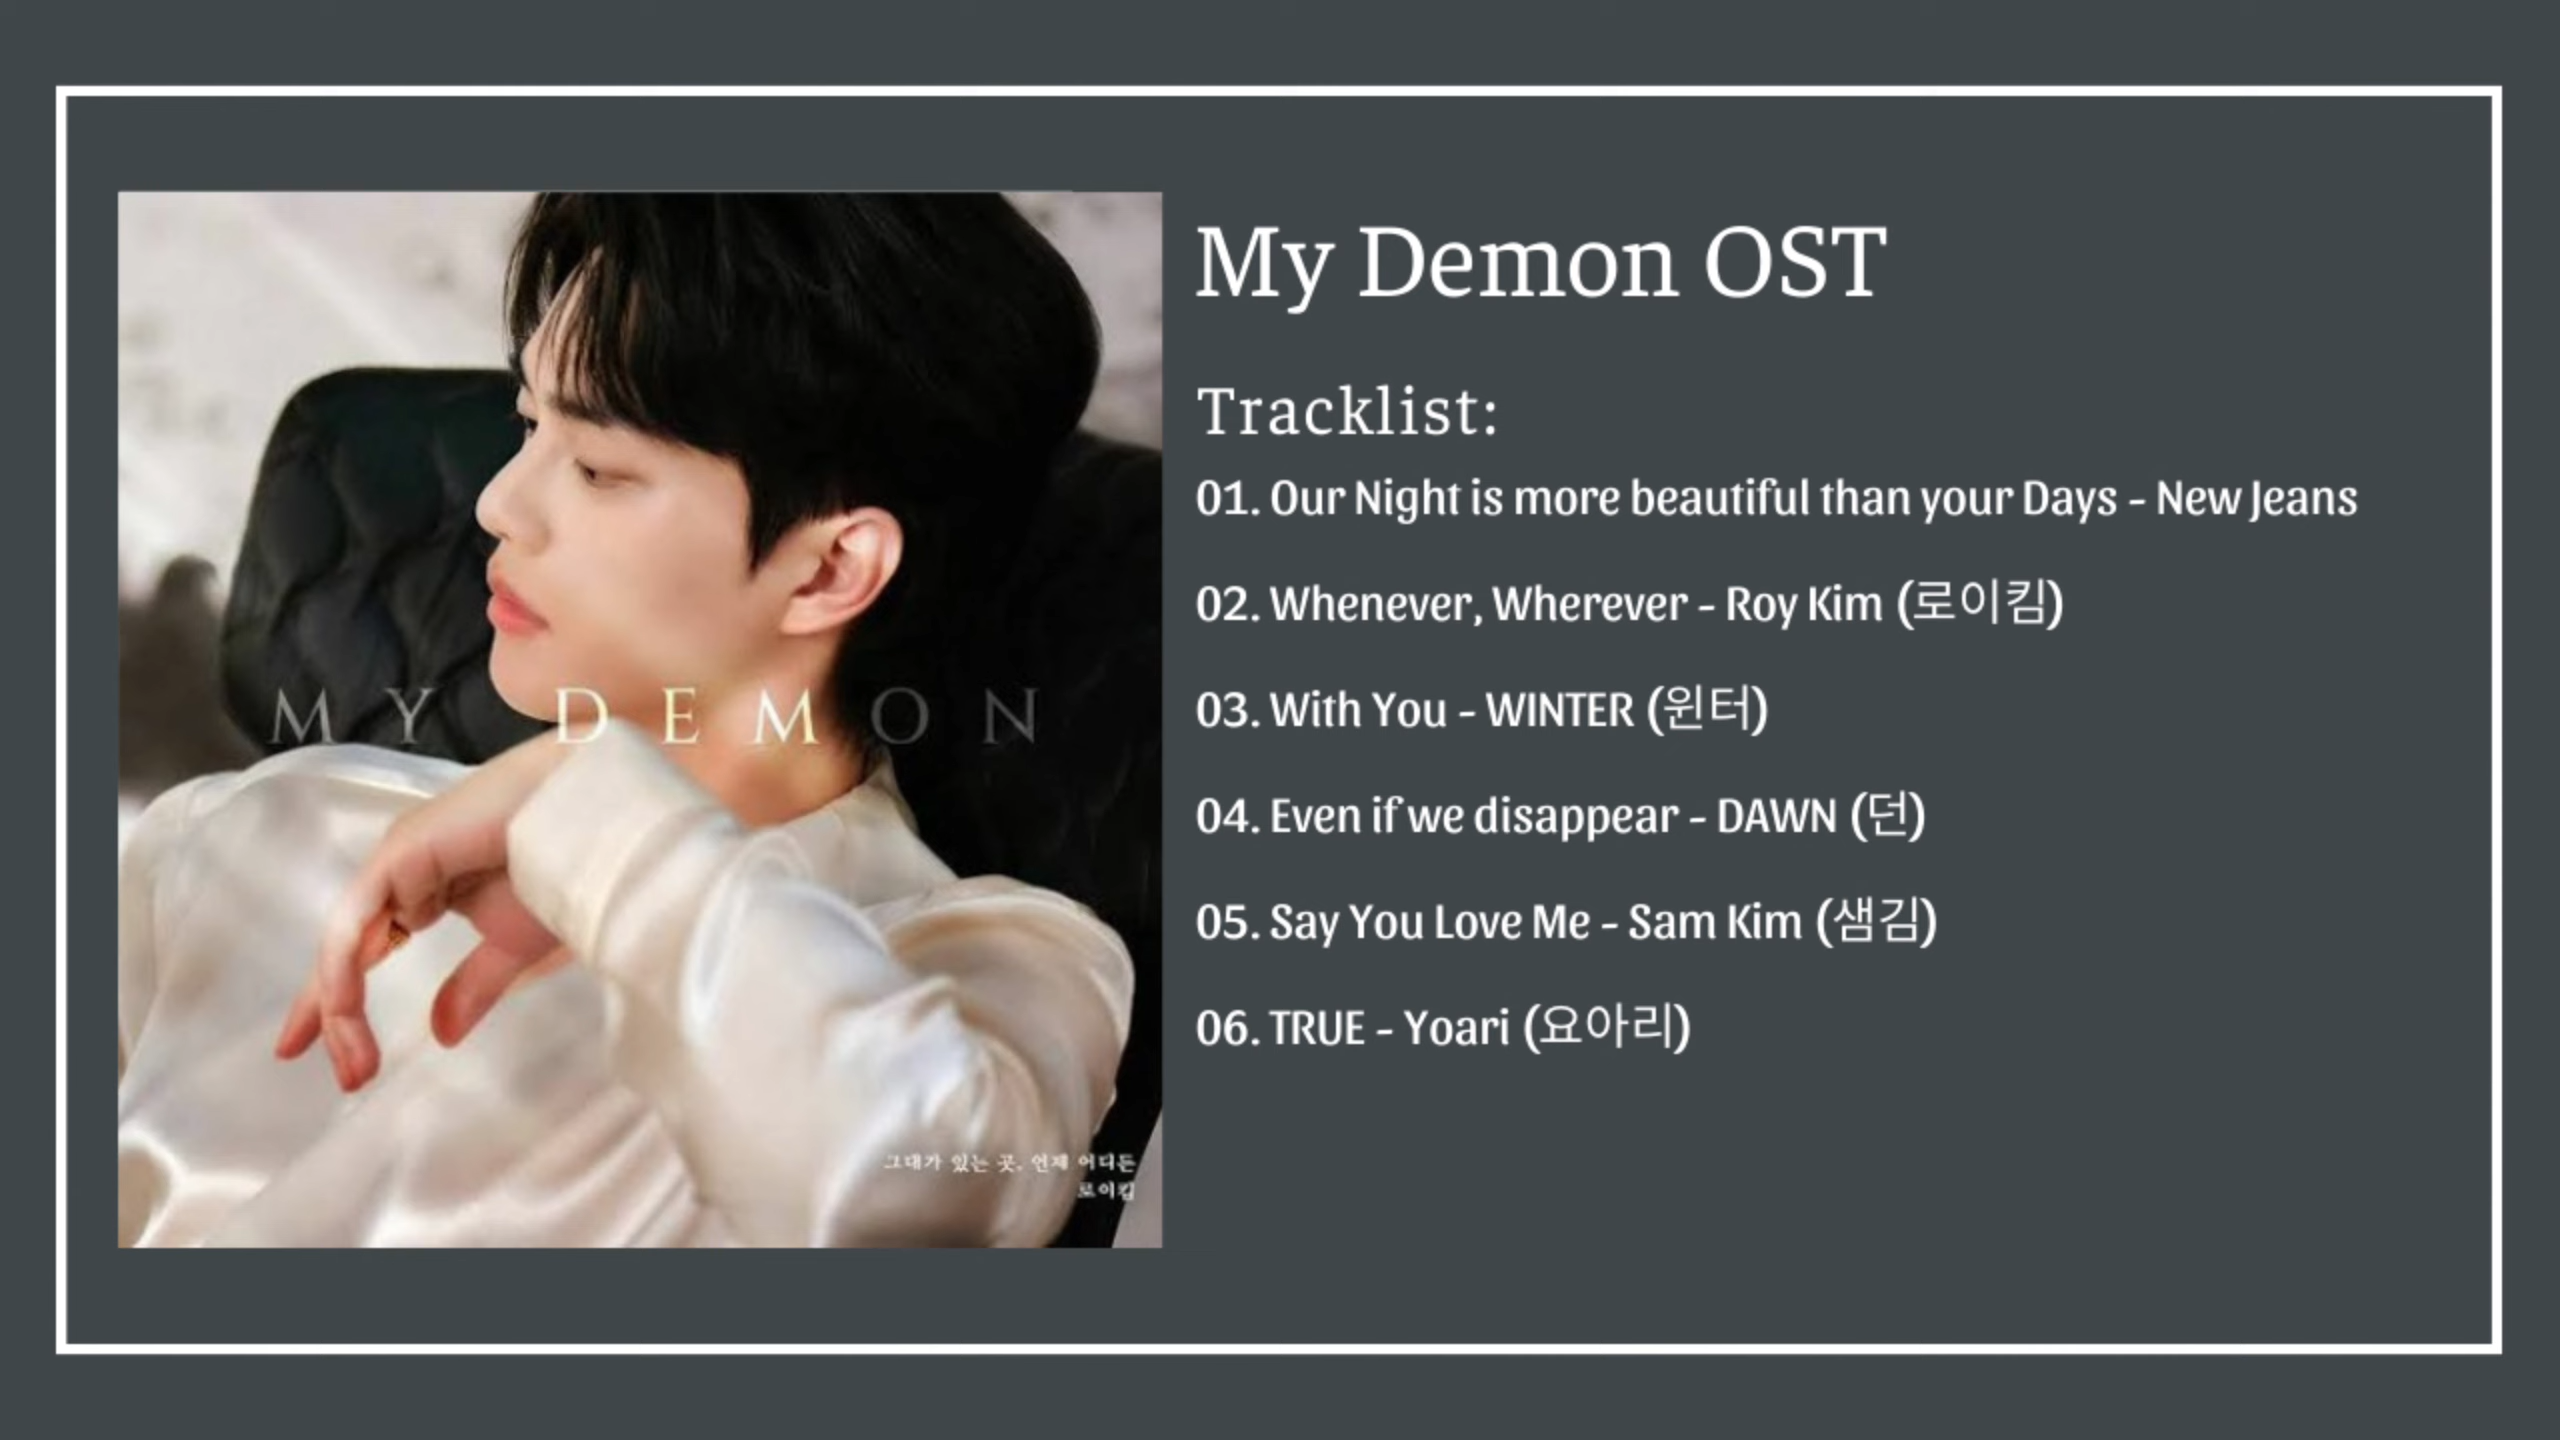 MY DEMON
그대가 있는 곳, 언제 어디든
로이킴
My Demon OST
Tracklist:
01. Our Night is more beautiful than your Days - New Jeans
02. Whenever, Wherever - Roy Kim (로이킴)
03. With You - WINTER (윈터)
04. Even if we disappear - DAWN (던)
05. Say You Love Me - Sam Kim (샘김)
06. TRUE - Yoari (요아리)